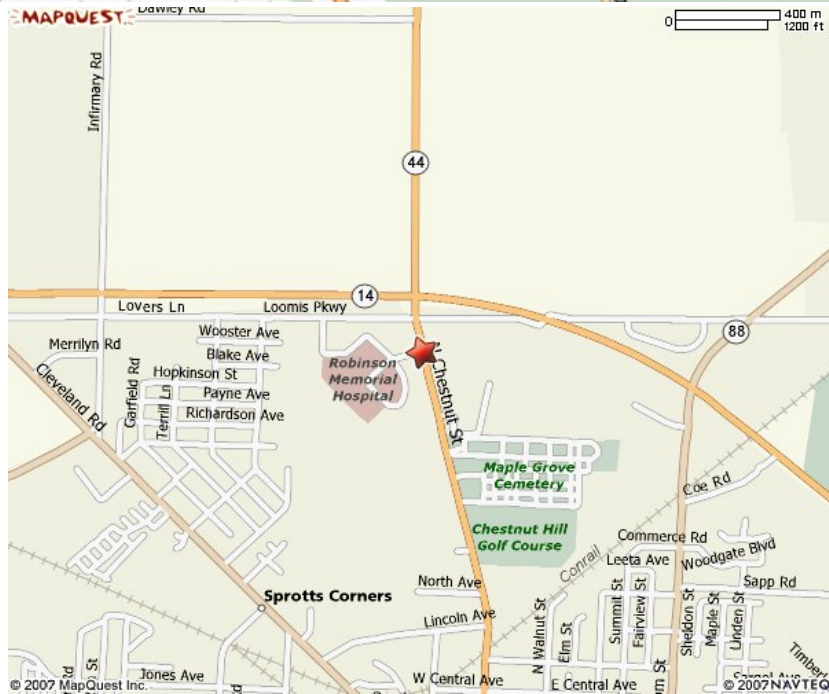 MAPQUEST
Dawley Rd
0
400 m
1200 ft
Infirmary Rd
44
14
Lovers Ln
Loomis Pkwy
88
Wooster Ave
Merrilyn Rd
Blake Ave
Hopkinson St
Payne Ave
Richardson Ave
Garfield Rd
Terrill Ln
Cleveland Rd
Robinson
Memorial
Hospital
N Chestnut St
Maple Grove
Cemetery
Coe Rd
Chestnut Hill
Golf Course
Commerce Rd
Conrail
Leeta Ave
Woodgate Blvd
North Ave
Sapp Rd
Sprotts Corners
Summit St
Fairview St
Sheldon St
Maple St
Linden St
Lincoln Ave
N Walnut St
Elm St
Jones Ave
W Central Ave
E Central Ave
© 2007 MapQuest Inc.
© 2007 NAVTEQ